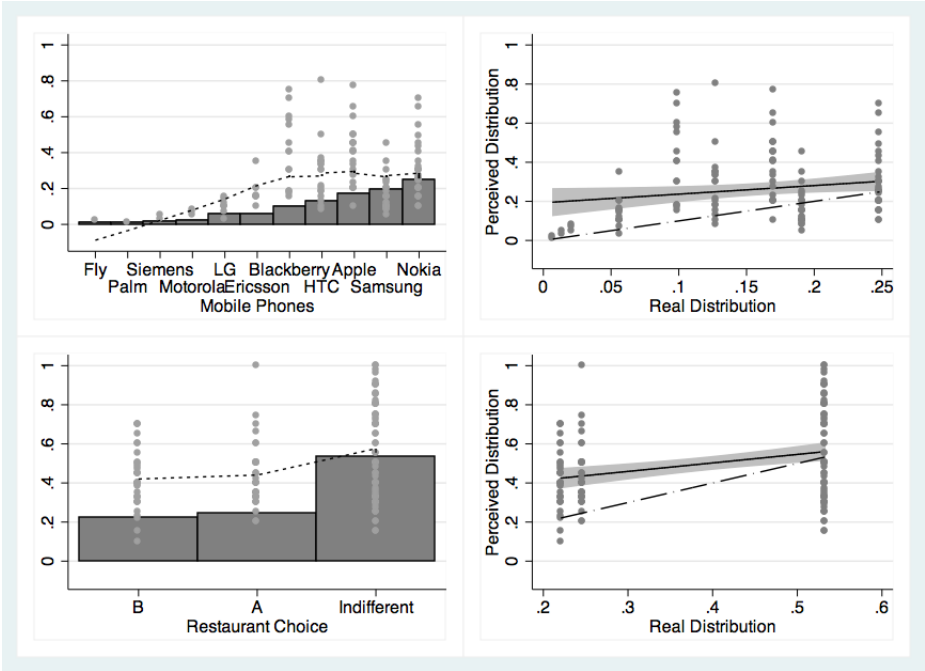 1
.8
.6
.4
.2
0
Fly Siemens LG Blackberry Apple Nokia
Palm Motorola Ericsson HTC Samsung
Mobile Phones
Perceived Distribution
1
.8
.6
.4
.2
0
0 .05 .1 .15 .2 .25
Real Distribution
1
.8
.6
.4
.2
0
B A Indifferent
Restaurant Choice
Perceived Distribution
1
.8
.6
.4
.2
0
.2 .3 .4 .5 .6
Real Distribution